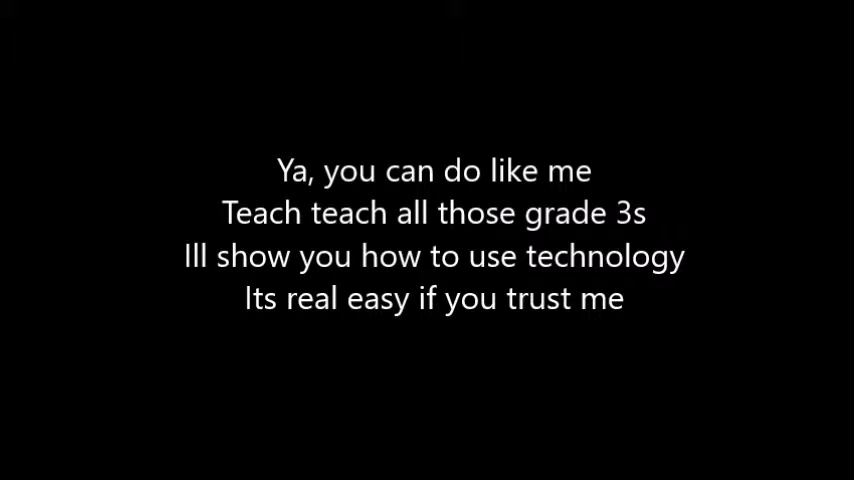 Ya, you can do like me
Teach teach all those grade 3s
Ill show you how to use technology
Its real easy if you trust me